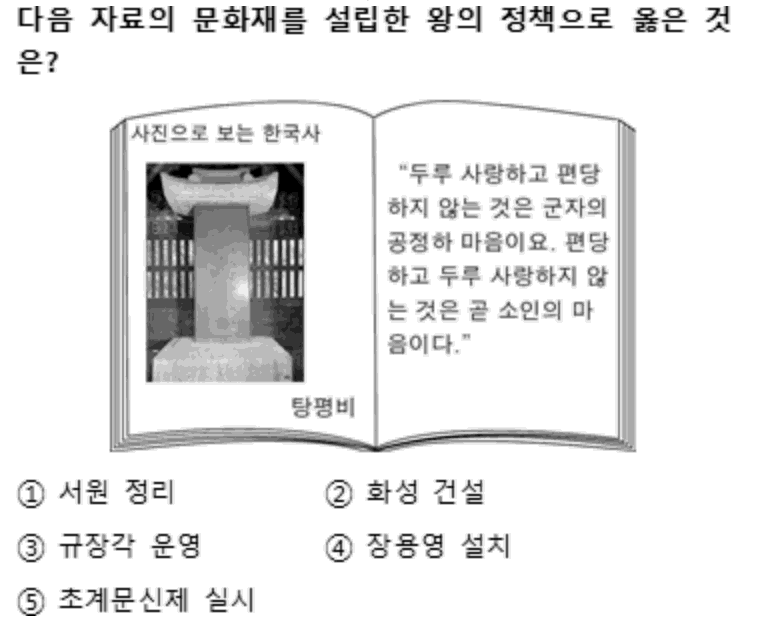 다음 자료의 문화재를 설립한 왕의 정책으로 옳은 것
은?
사진으로 보는 한국사
탕평비
“두루 사랑하고 편당
하지 않는 것은 군자의
공정하 마음이요. 편당
하고 두루 사랑하지 않
는 것은 곧 소인의 마
음이다.”
① 서원 정리
② 화성 건설
③ 규장각 운영
④ 장용영 설치
⑤ 초계문신제 실시